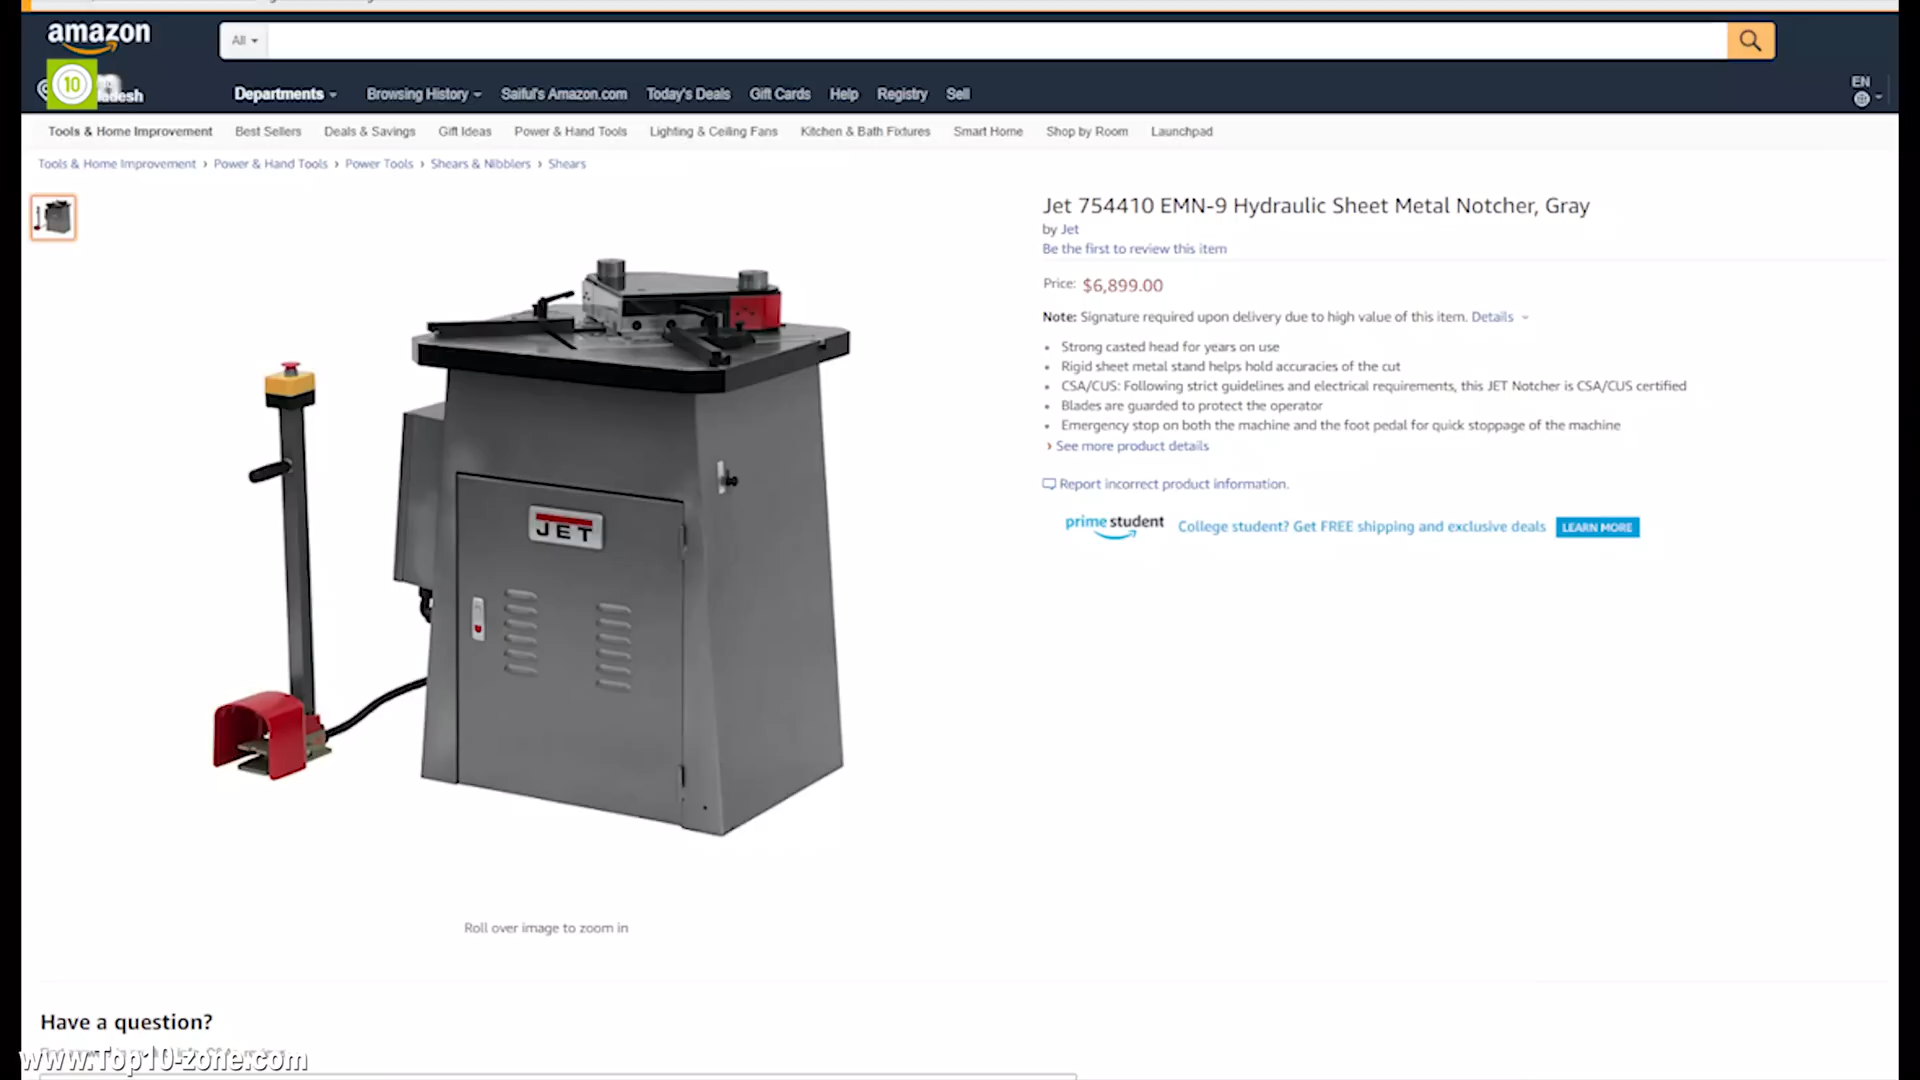 amazon
All
10
adesh
Departments
Browsing History
Saiful's Amazon.com
Today's Deals
Gift Cards
Help
Registry
Sell
EN
Tools & Home Improvement
Best Sellers
Deals & Savings
Gift Ideas
Power & Hand Tools
Lighting & Ceiling Fans
Kitchen & Bath Fixtures
Smart Home
Shop by Room
Launchpad
Tools & Home Improvement › Power & Hand Tools › Power Tools › Shears & Nibblers › Shears
Jet 754410 EMN-9 Hydraulic Sheet Metal Notcher, Gray
by Jet
Be the first to review this item
Price: $6,899.00
Note: Signature required upon delivery due to high value of this item. Details
• Strong casted head for years on use
• Rigid sheet metal stand helps hold accuracies of the cut
• CSA/CUS: Following strict guidelines and electrical requirements, this JET Notcher is CSA/CUS certified
• Blades are guarded to protect the operator
• Emergency stop on both the machine and the foot pedal for quick stoppage of the machine
› See more product details
Report incorrect product information.
prime student
College student? Get FREE shipping and exclusive deals
LEARN MORE
JET
Roll over image to zoom in
Have a question?
www.Top10-zone.com